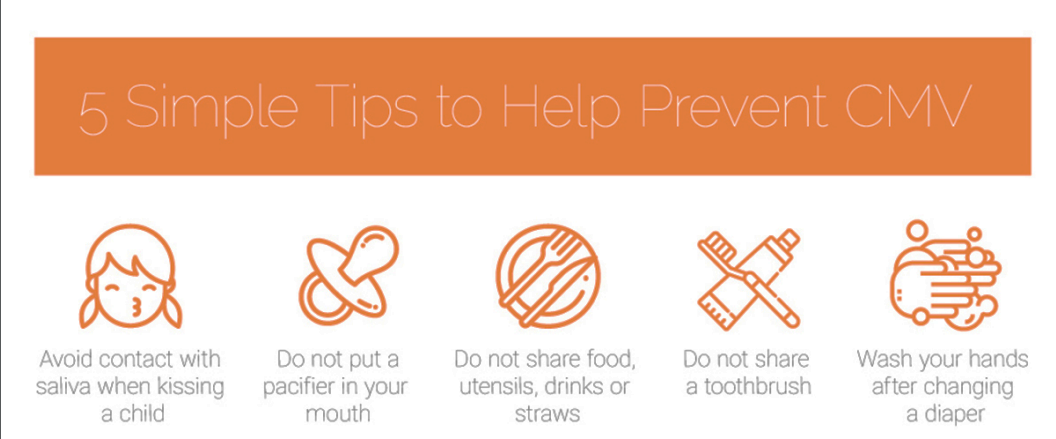 5 Simple Tips to Help Prevent CMV
Avoid contact with
saliva when kissing
a child
Do not put a
pacifier in your
mouth
Do not share food,
utensils, drinks or
straws
Do not share
a toothbrush
Wash your hands
after changing
a diaper